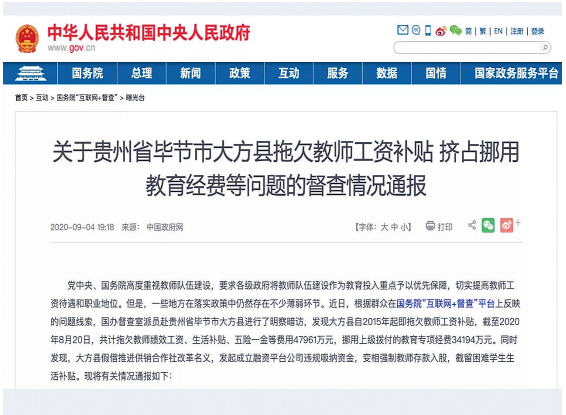 中华人民共和国中央人民政府
www.gov.cn
简 | 繁 | EN | 注册 | 登录
国务院 总理 新闻 政策 互动 服务 数据 国情 国家政务服务平台
首页 > 互动 > 国务院“互联网+督查” > 曝光台
关于贵州省毕节市大方县拖欠教师工资补贴 挤占挪用
教育经费等问题的督查情况通报
2020-09-04 19:18 来源： 中国政府网 【字体：大 中 小】 打印
党中央、国务院高度重视教师队伍建设，要求各级政府将教师队伍建设作为教育投入重点予以优先保障，切实提高教师工
资待遇和职业地位。但是，一些地方在落实政策中仍然存在不少薄弱环节。近日，根据群众在国务院“互联网+督查”平台上反映
的问题线索，国办督查室派员赴贵州省毕节市大方县进行了明察暗访，发现大方县自2015年起即拖欠教师工资补贴，截至2020
年8月20日，共计拖欠教师绩效工资、生活补贴、五险一金等费用47961万元，挪用上级拨付的教育专项经费34194万元。同时
发现，大方县假借推进供销合作社改革名义，发起成立融资平台公司违规吸纳资金，变相强制教师存款入股，截留困难学生生
活补贴。现将有关情况通报如下：